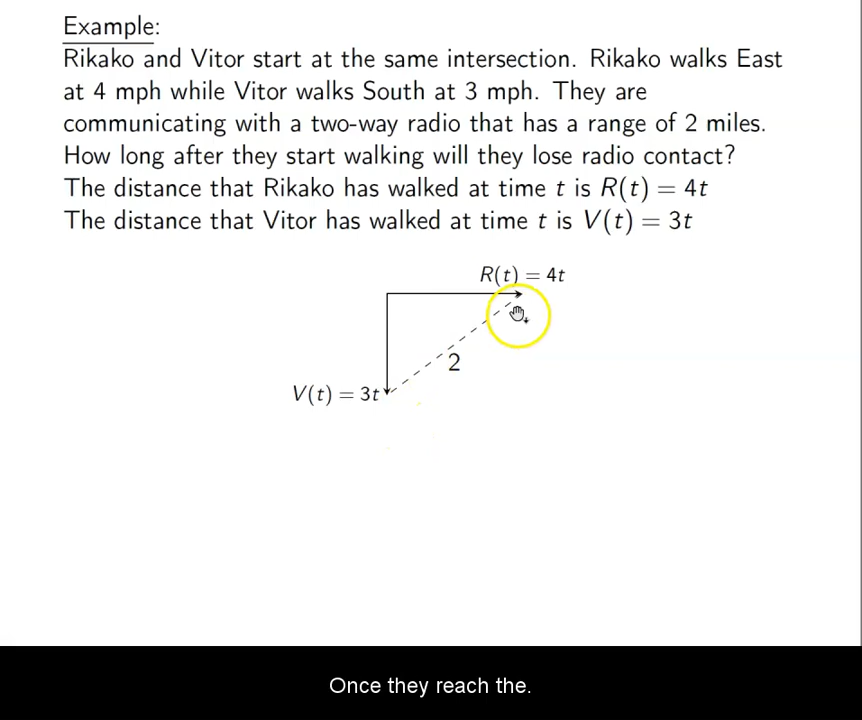 Example:
Rikako and Vitor start at the same intersection. Rikako walks East
at 4 mph while Vitor walks South at 3 mph. They are
communicating with a two-way radio that has a range of 2 miles.
How long after they start walking will they lose radio contact?
The distance that Rikako has walked at time t is R(t) = 4t
The distance that Vitor has walked at time t is V(t) = 3t
R(t) = 4t
2
V(t) = 3t
Once they reach the.